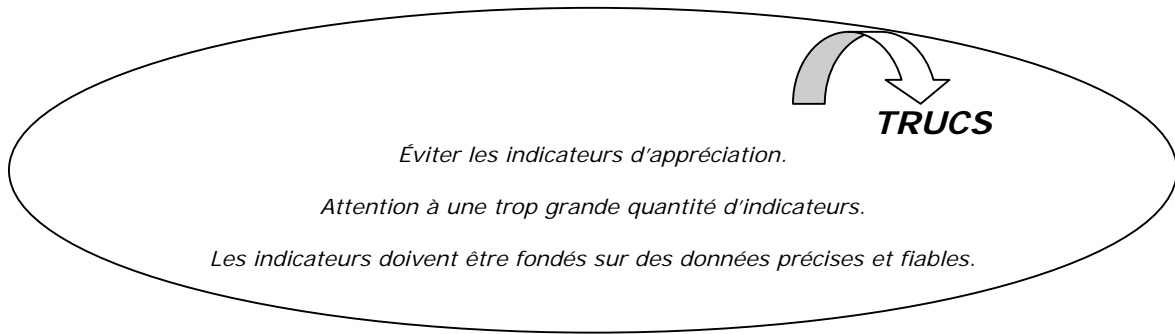 TRUCS
Éviter les indicateurs d’appréciation.
Attention à une trop grande quantité d’indicateurs.
Les indicateurs doivent être fondés sur des données précises et fiables.